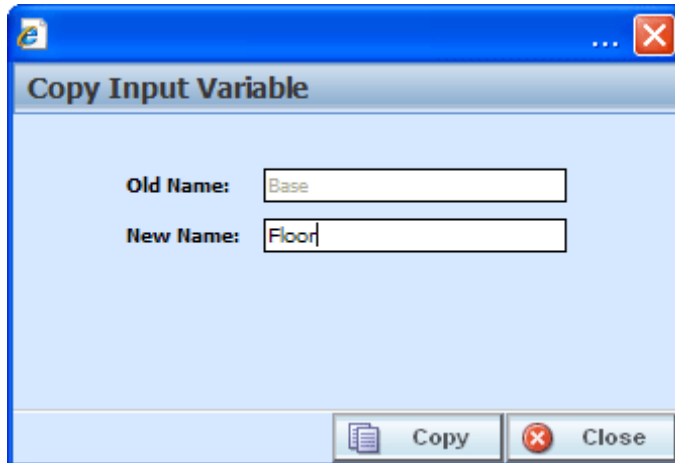 ...
Copy Input Variable
Old Name: Base
New Name: Floor
Copy Close